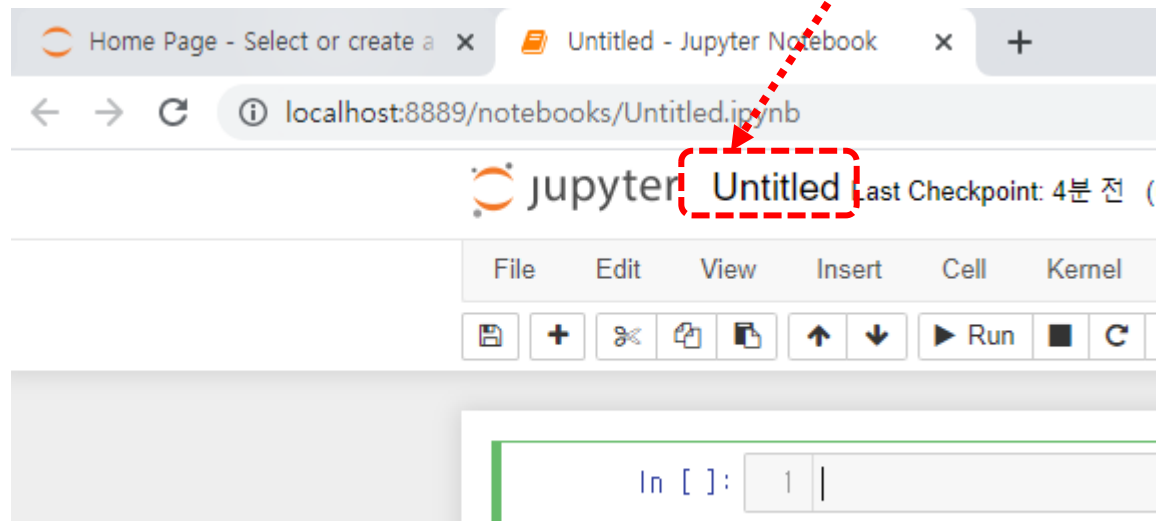 Home Page - Select or create a Untitled - Jupyter Notebook
localhost:8889/notebooks/Untitled.ipynb
jupyter Untitled Last Checkpoint: 4분 전 (
File Edit View Insert Cell Kernel
Run
In [ ]: 1